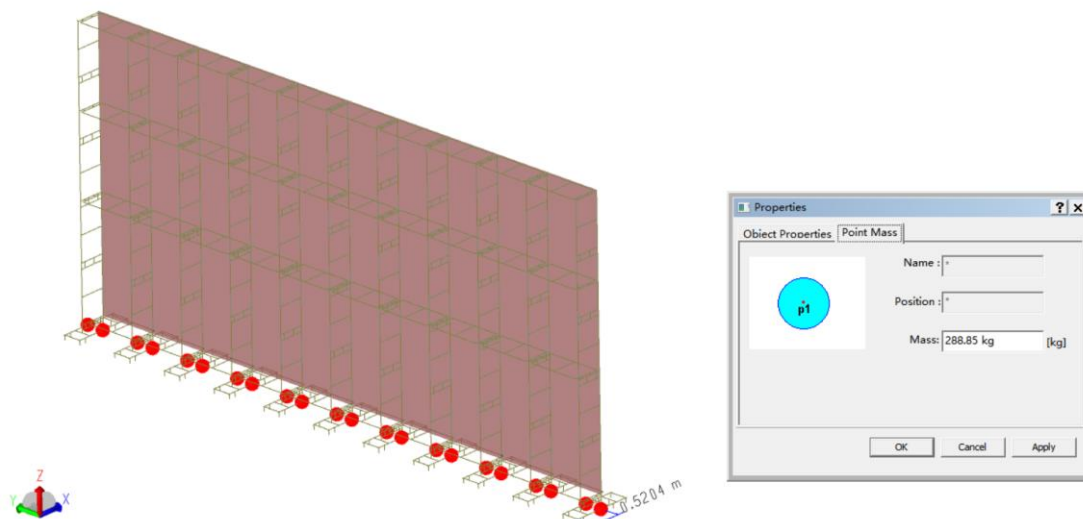 Properties
Object Properties
Point Mass
Name : *
Position : *
p1
Mass: 288.85 kg [kg]
OK
Cancel
Apply
0.5204 m
Z
Y
X